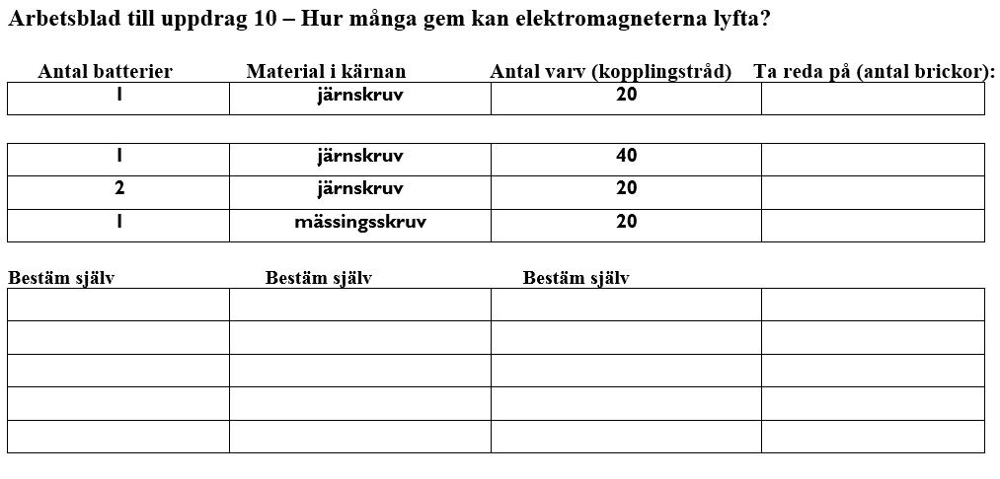 Arbetsblad till uppdrag 10 – Hur många gem kan elektromagneterna lyfta?
Antal batterier Material i kärnan Antal varv (kopplingstråd) Ta reda på (antal brickor):
1 järnskruv 20
1 järnskruv 40
2 järnskruv 20
1 mässingsskruv 20
Bestäm själv Bestäm själv Bestäm själv